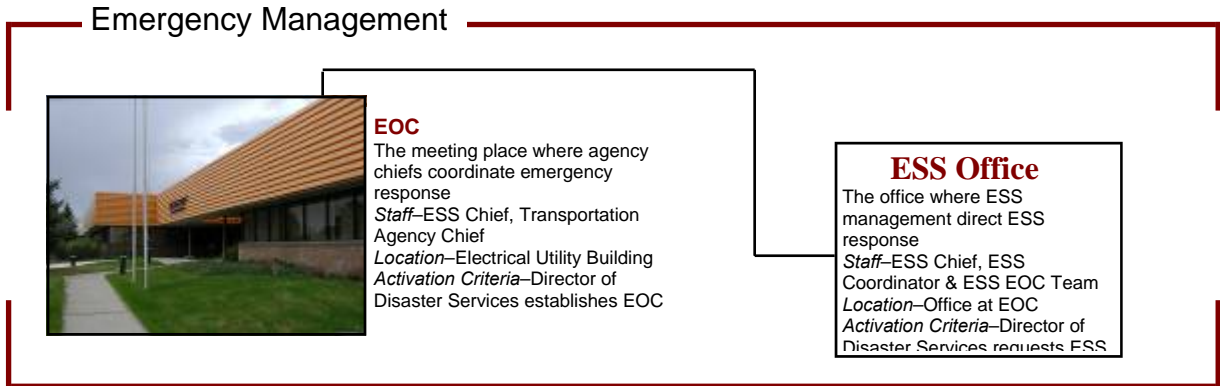 Emergency Management
EOC
The meeting place where agency
chiefs coordinate emergency
response
Staff–ESS Chief, Transportation
Agency Chief
Location–Electrical Utility Building
Activation Criteria–Director of
Disaster Services establishes EOC
ESS Office
The office where ESS
management direct ESS
response
Staff–ESS Chief, ESS
Coordinator & ESS EOC Team
Location–Office at EOC
Activation Criteria–Director of
Disaster Services requests ESS